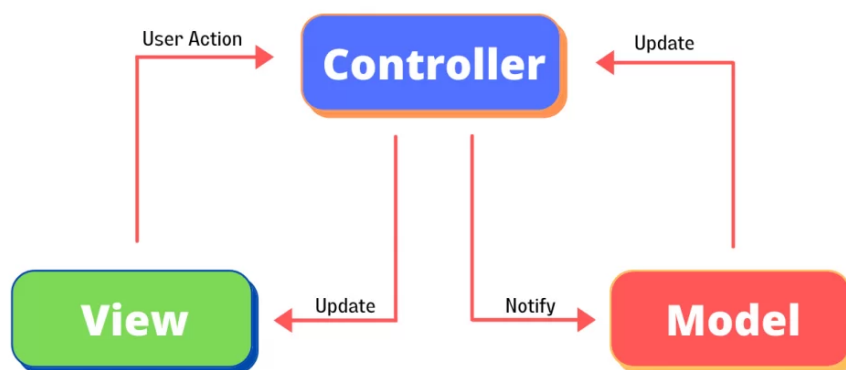 User Action
Controller
Update
View
Update
Notify
Model